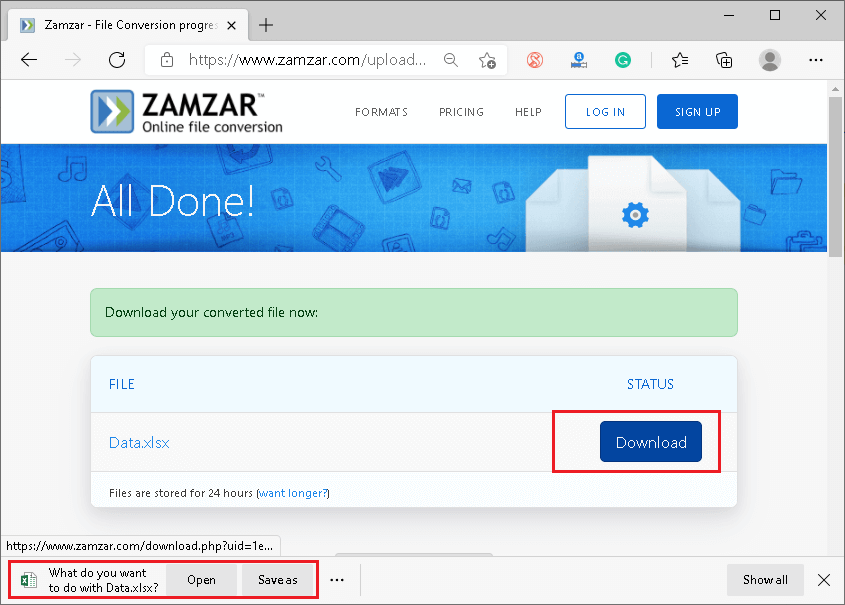 Zamzar - File Conversion progres
https://www.zamzar.com/upload...
ZAMZAR™
Online file conversion
FORMATS
PRICING
HELP
LOG IN
SIGN UP
All Done!
Download your converted file now:
FILE
STATUS
Data.xlsx
Download
Files are stored for 24 hours (want longer?)
https://www.zamzar.com/download.php?uid=1e...
What do you want
to do with Data.xlsx?
Open
Save as
Show all